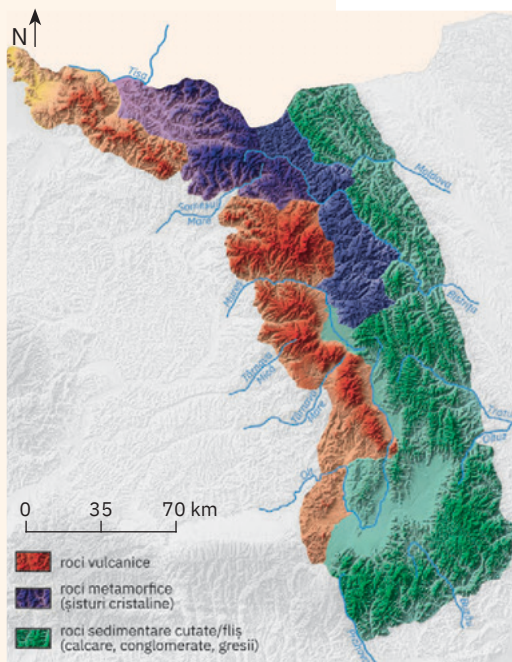 N
Tisa
Someșul
Mare
Moldova
Bistrița
Mureș
Târnava
Mică
Târnava
Mare
Trotuș
Oituz
Olt
Buzău
0 35 70 km
roci vulcanice
roci metamorfice
(șisturi cristaline)
roci sedimentare cutate/fliș
(calcare, conglomerate, gresii)